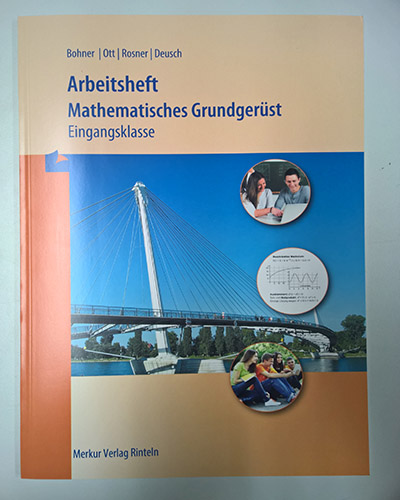 Bohner | Ott | Rosner | Deusch
Arbeitsheft
Mathematisches Grundgerüst
Eingangsklasse
Merkur Verlag Rinteln